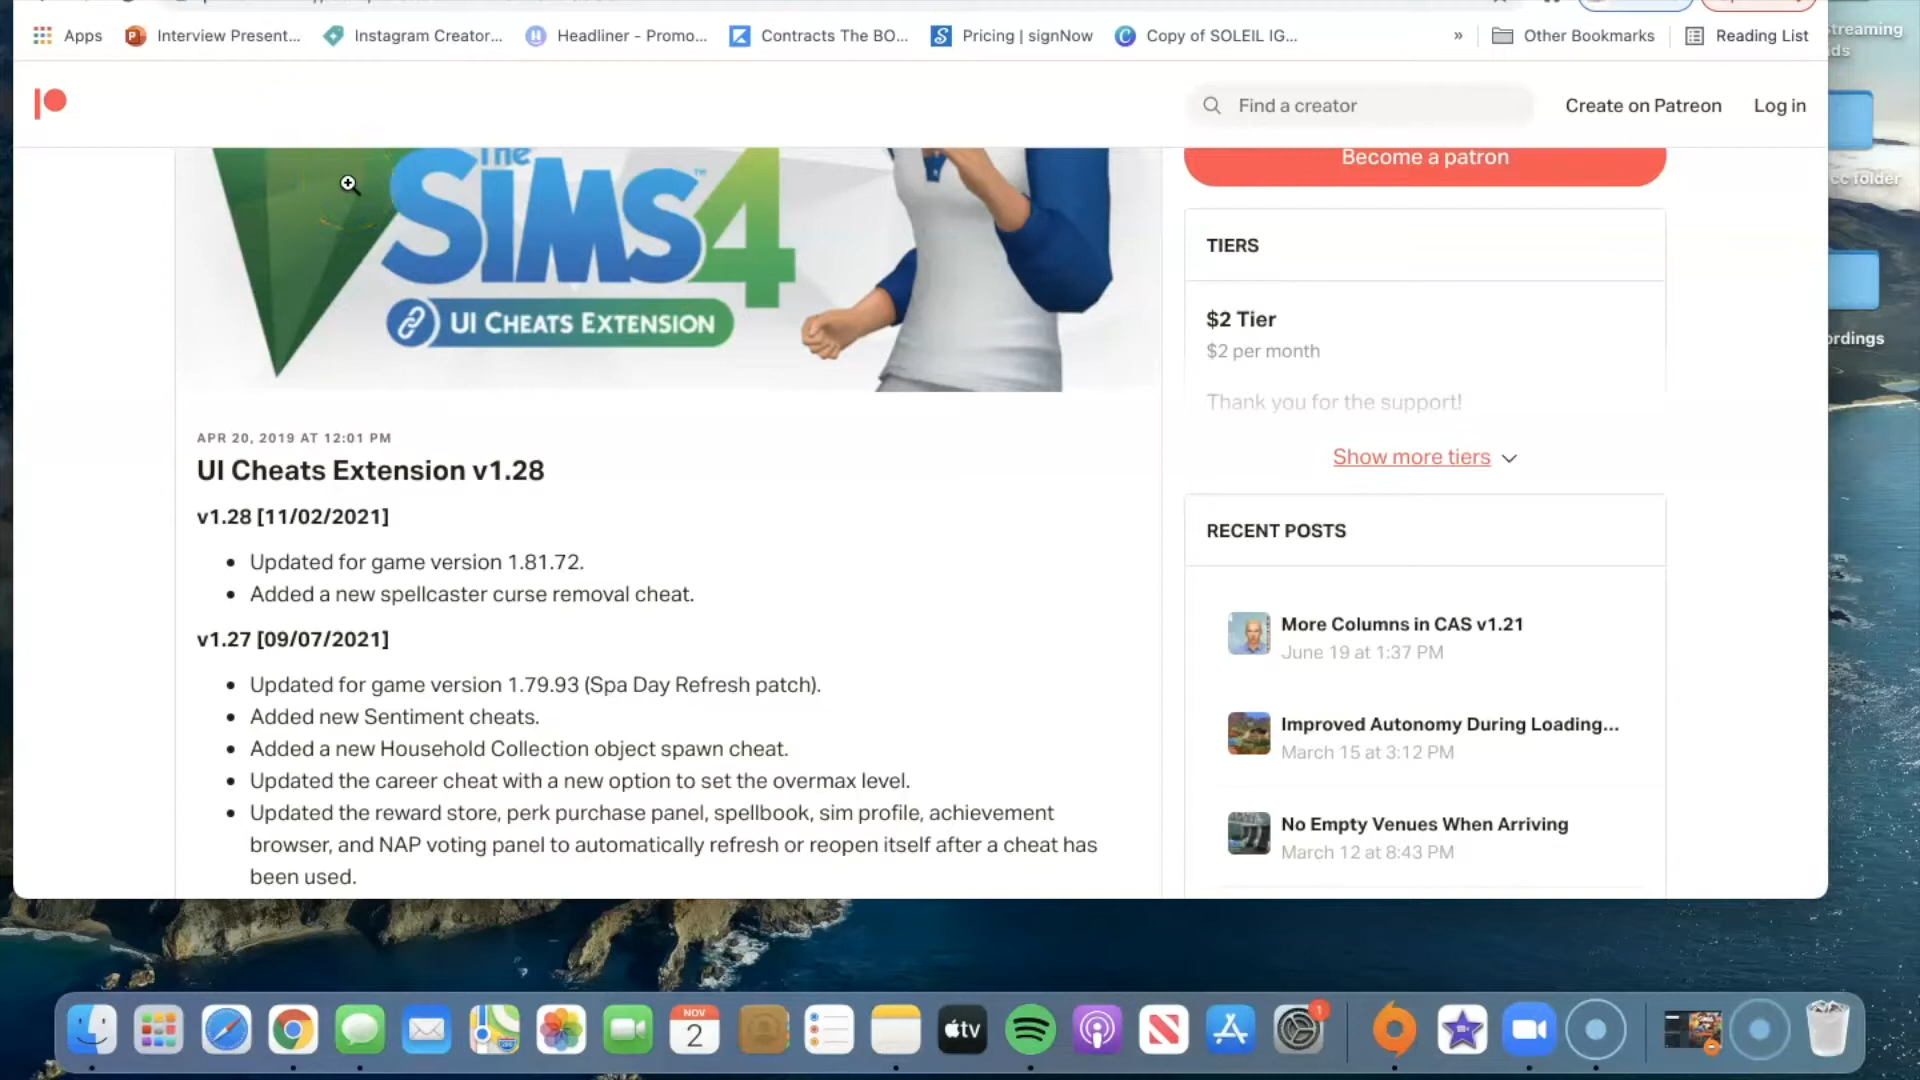 Apps
Interview Present...
Instagram Creator...
Headliner - Promo...
Contracts The BO...
Pricing | signNow
Copy of SOLEIL IG...
»
Other Bookmarks
Reading List
Streaming
Find a creator
Create on Patreon
Log in
The
SiMS 4
UI CHEATS EXTENSION
Become a patron
cc folder
TIERS
$2 Tier
$2 per month
Thank you for the support!
Show more tiers
APR 20, 2019 AT 12:01 PM
UI Cheats Extension v1.28
v1.28 [11/02/2021]
• Updated for game version 1.81.72.
• Added a new spellcaster curse removal cheat.
v1.27 [09/07/2021]
• Updated for game version 1.79.93 (Spa Day Refresh patch).
• Added new Sentiment cheats.
• Added a new Household Collection object spawn cheat.
• Updated the career cheat with a new option to set the overmax level.
• Updated the reward store, perk purchase panel, spellbook, sim profile, achievement
browser, and NAP voting panel to automatically refresh or reopen itself after a cheat has
been used.
RECENT POSTS
More Columns in CAS v1.21
June 19 at 1:37 PM
Improved Autonomy During Loading...
March 15 at 3:12 PM
No Empty Venues When Arriving
March 12 at 8:43 PM
NOV
2
tv
1